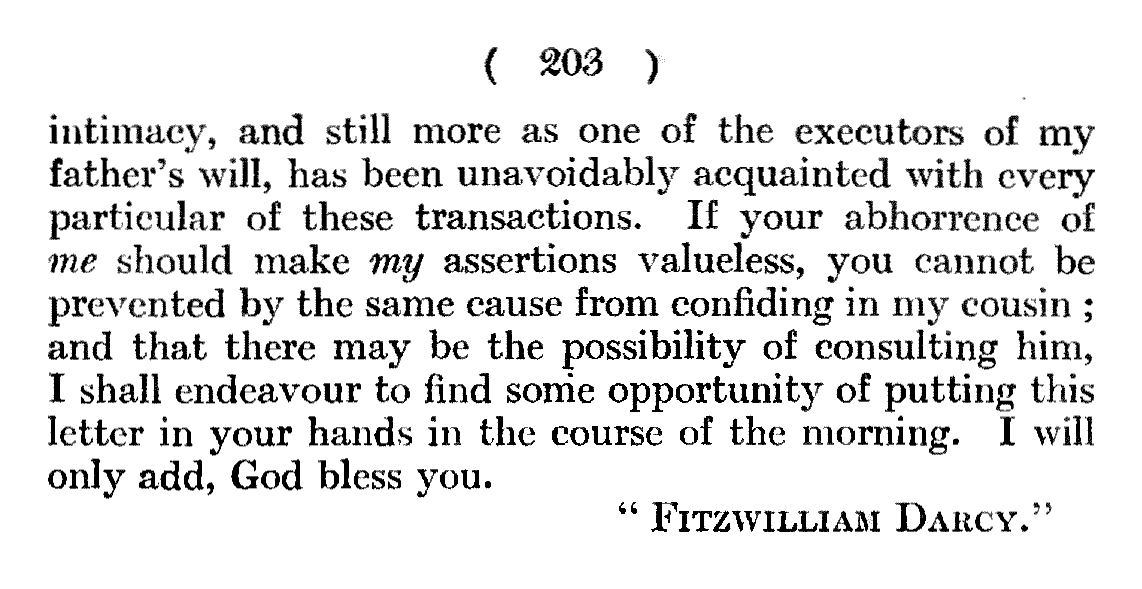 ( 203 )
intimacy, and still more as one of the executors of my
father's will, has been unavoidably acquainted with every
particular of these transactions. If your abhorrence of
me should make my assertions valueless, you cannot be
prevented by the same cause from confiding in my cousin ;
and that there may be the possibility of consulting him,
I shall endeavour to find some opportunity of putting this
letter in your hands in the course of the morning. I will
only add, God bless you.
“ FITZWILLIAM DARCY.”